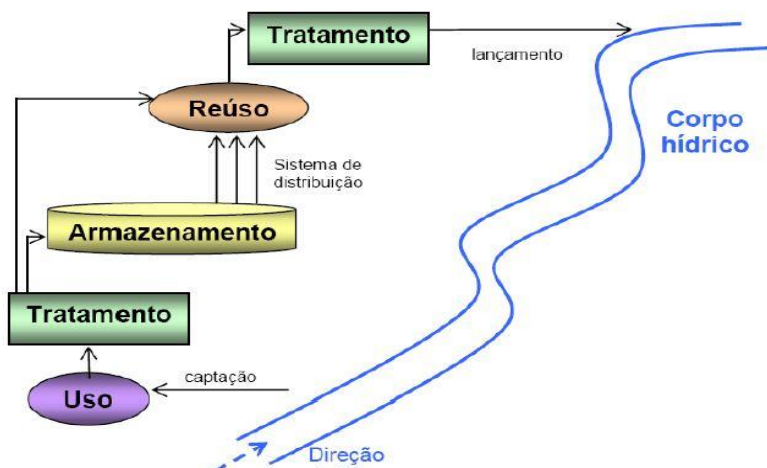 Tratamento
lançamento
Reúso
Corpo
hídrico
Sistema de
distribuição
Armazenamento
Tratamento
captação
Uso
Direção